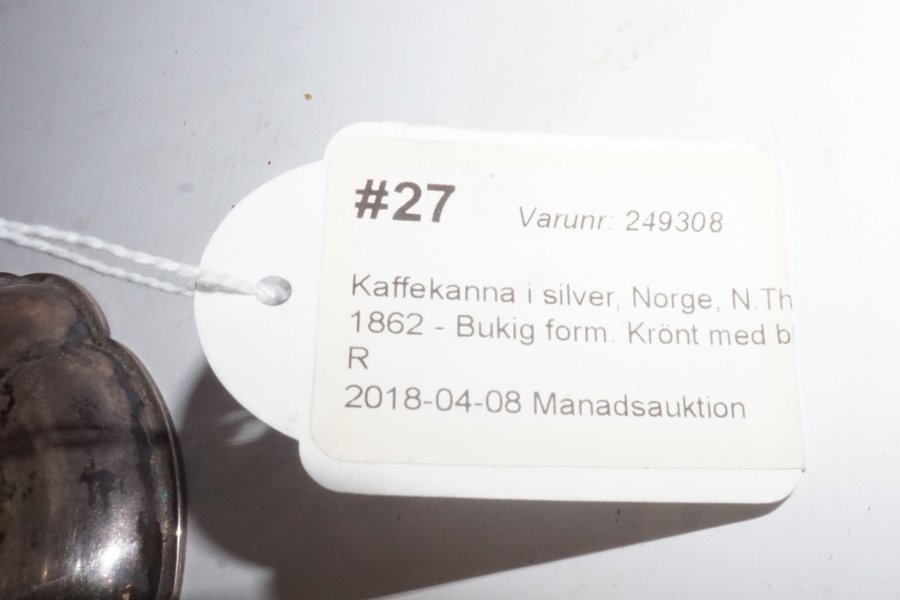 #27 Varunr: 249308
Kaffekanna i silver, Norge, N.Th
1862 - Bukig form. Krönt med b
R
2018-04-08 Manadsauktion